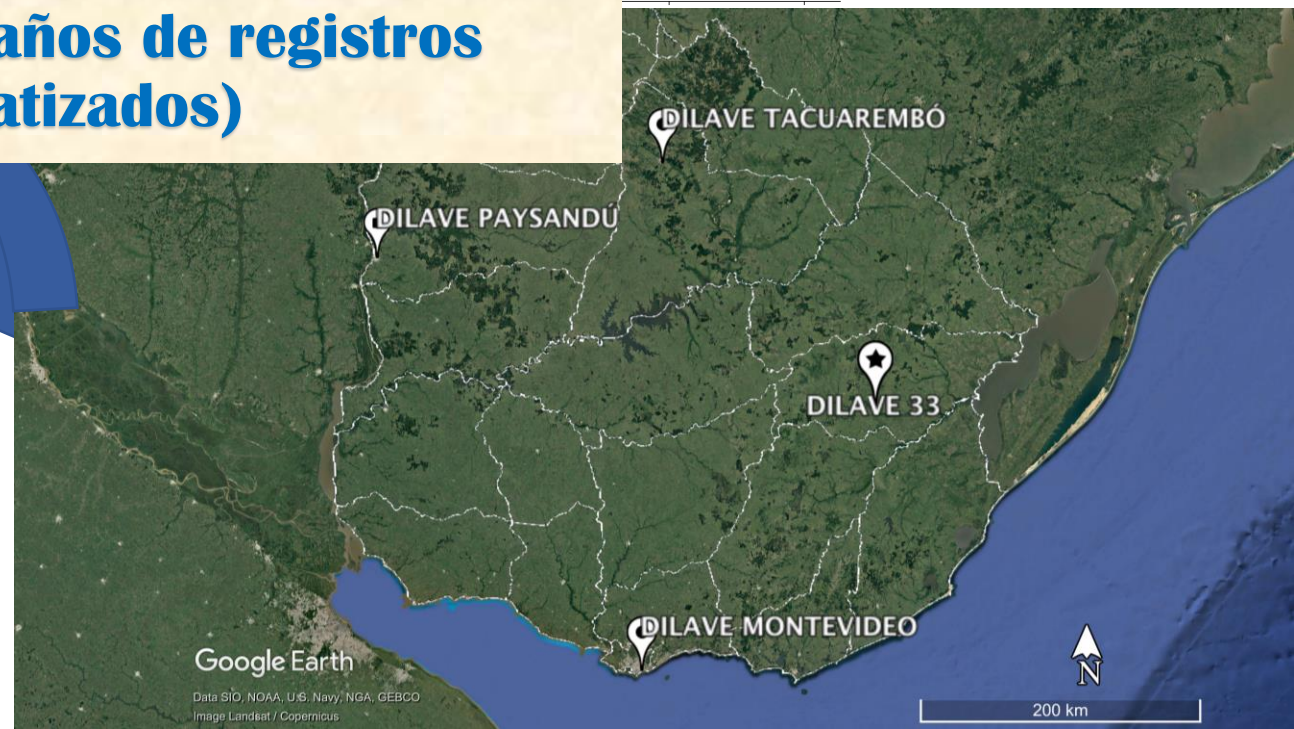 años de registros
atizados)
DILAVE TACUAREMBÓ
DILAVE PAYSANDÚ
DILAVE 33
DILAVE MONTEVIDEO
Google Earth
N
Data SIO, NOAA, U.S. Navy, NGA, GEBCO
Image Landsat / Copernicus
200 km